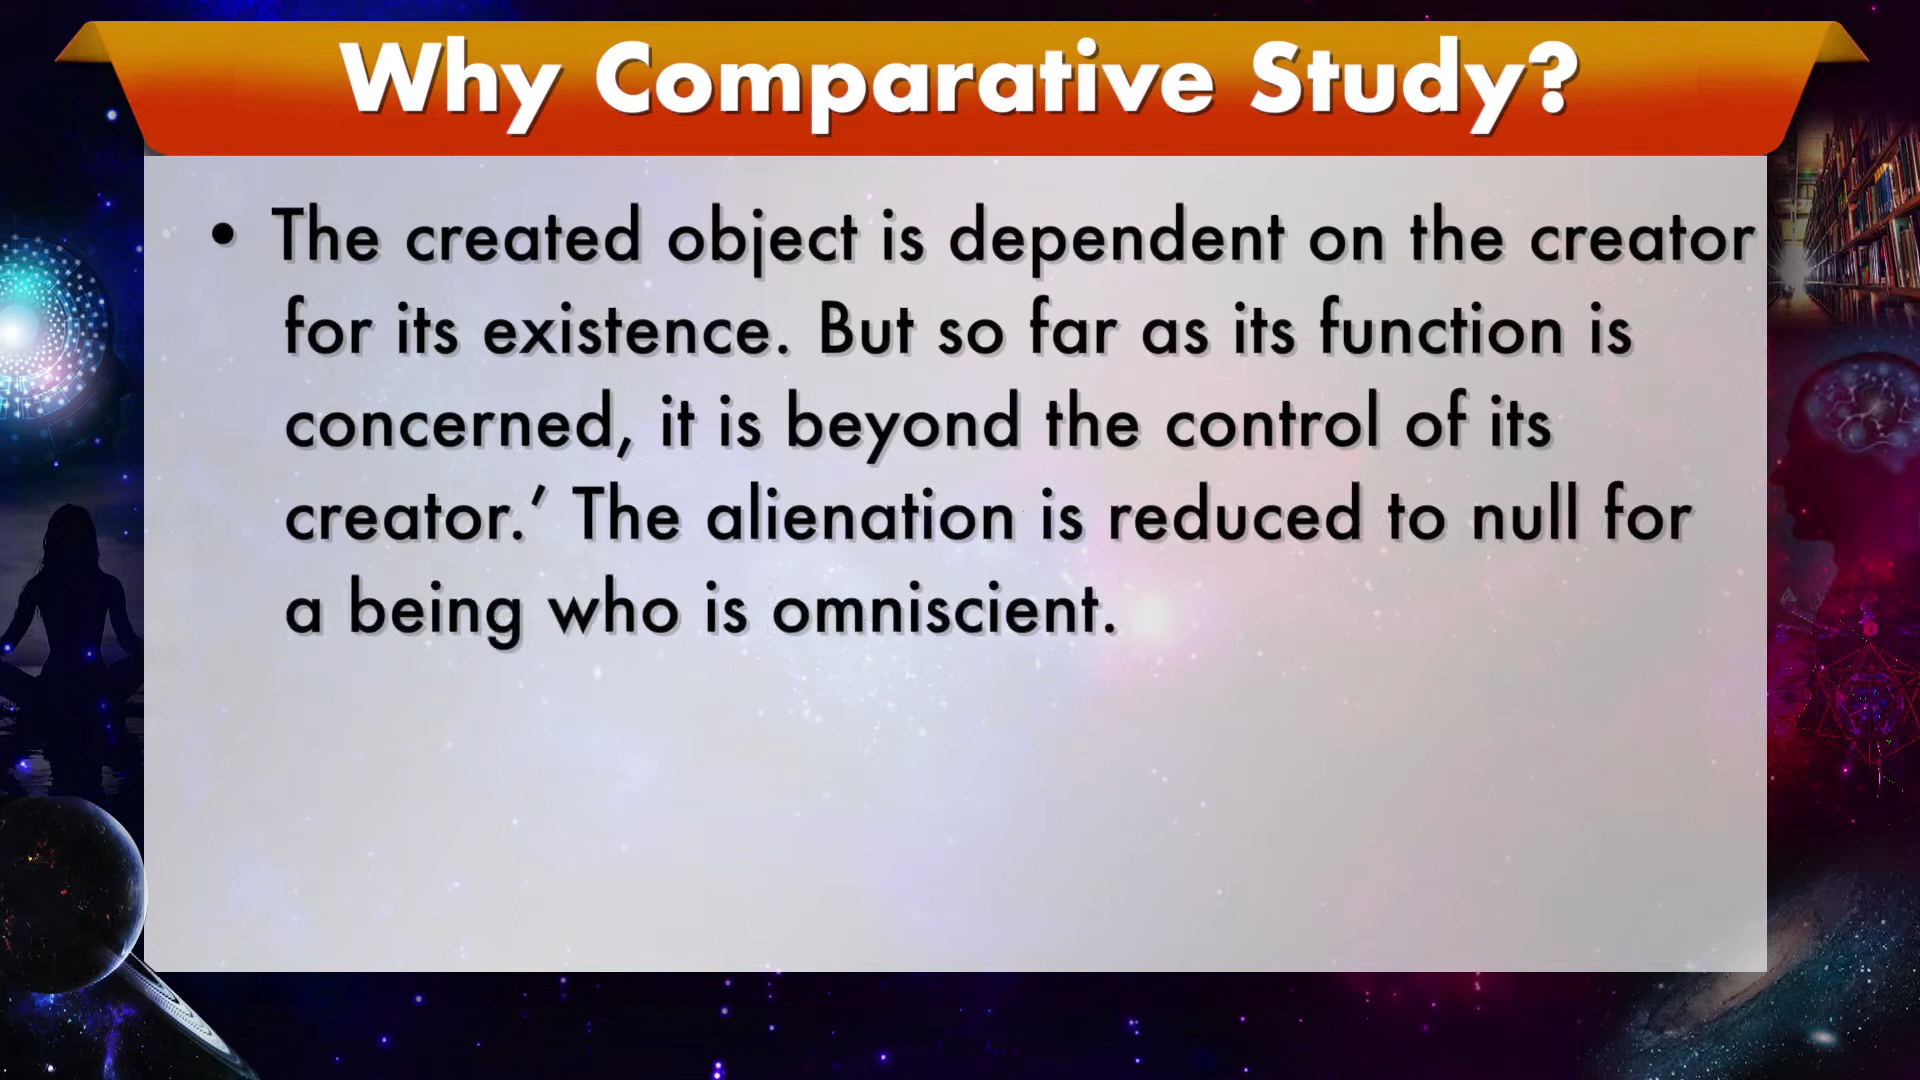 Why Comparative Study?
• The created object is dependent on the creator
for its existence. But so far as its function is
concerned, it is beyond the control of its
creator.’ The alienation is reduced to null for
a being who is omniscient.